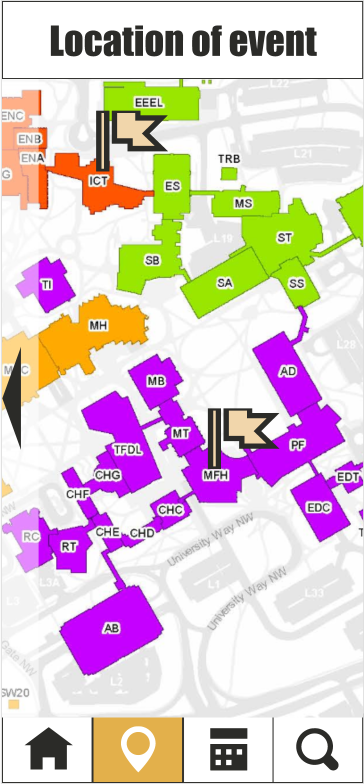 Location of event
EEEL
L22
ENC
ENB
ENA
G
ICT
ES
TRB
L21
MS
ST
L19
SB
SA
SS
TI
MH
L28
AD
MB
MT
TFDL
PF
CHG
MFH
EDT
CHF
CHC
EDC
RC
RT
CHE
CHD
University Way NW
L3A
L1
L33
University Way NW
AB
Gate NW
L2
SW20